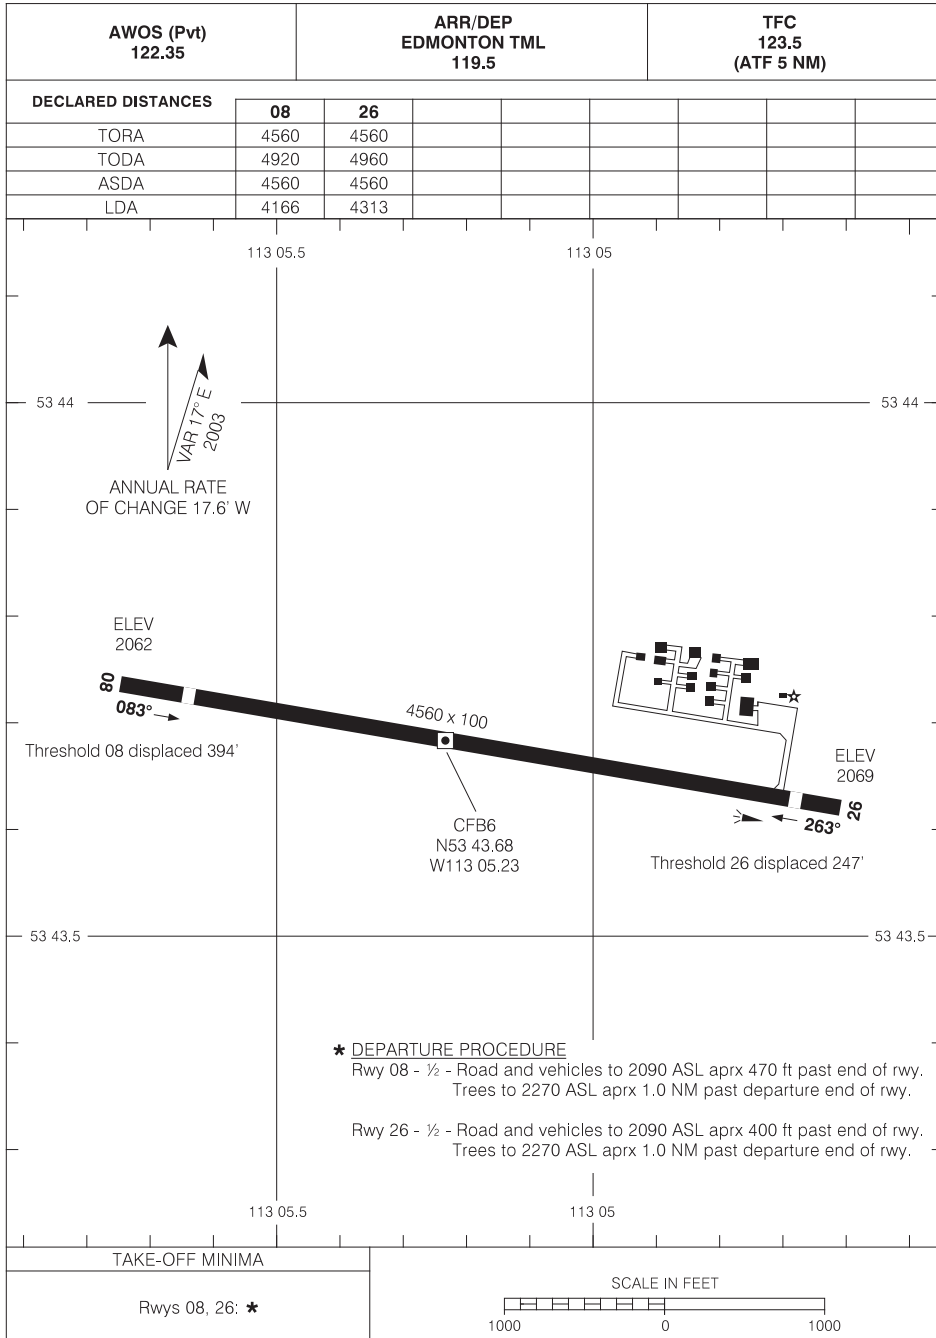 AWOS (Pvt)
122.35
ARR/DEP
EDMONTON TML
119.5
TFC
123.5
(ATF 5 NM)
DECLARED DISTANCES
08 26
TORA 4560 4560
TODA 4920 4960
ASDA 4560 4560
LDA 4166 4313
113 05.5 113 05
53 44 53 44
VAR 17° E
2003
ANNUAL RATE
OF CHANGE 17.6' W
ELEV
2062
08
083°
Threshold 08 displaced 394'
4560 x 100
CFB6
N53 43.68
W113 05.23
ELEV
2069
26
263°
Threshold 26 displaced 247'
53 43.5 53 43.5
* DEPARTURE PROCEDURE
Rwy 08 - ½ - Road and vehicles to 2090 ASL aprx 470 ft past end of rwy.
Trees to 2270 ASL aprx 1.0 NM past departure end of rwy.
Rwy 26 - ½ - Road and vehicles to 2090 ASL aprx 400 ft past end of rwy.
Trees to 2270 ASL aprx 1.0 NM past departure end of rwy.
113 05.5 113 05
TAKE-OFF MINIMA
Rwys 08, 26: *
SCALE IN FEET
1000 0 1000